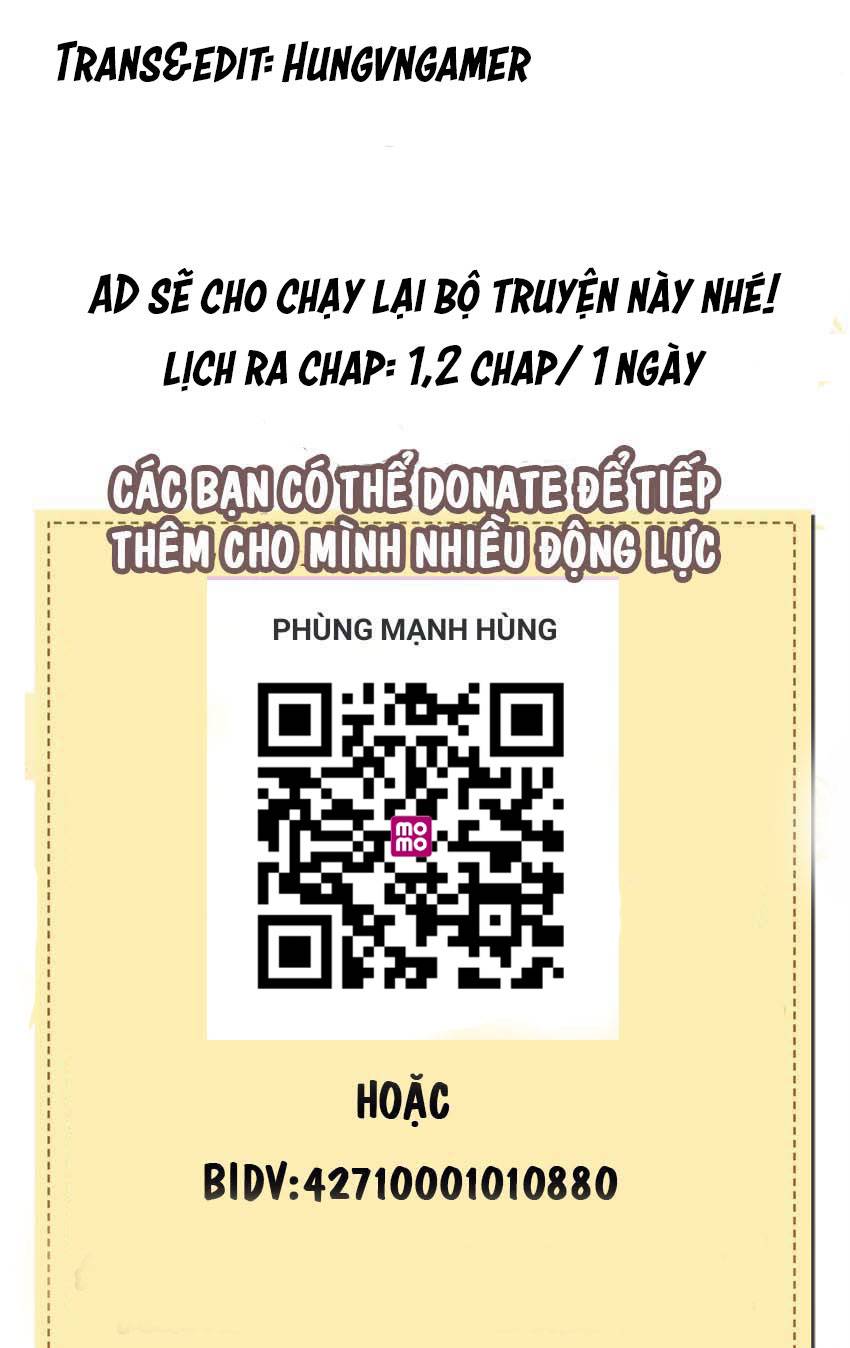 Trans&edit: Hungvngamer
AD sẽ cho chạy lại bộ truyện này nhé!
lịch ra chap: 1,2 chap/ 1 ngày
CÁC BẠN CÓ THỂ DONATE ĐỂ TIẾP
THÊM CHO MÌNH NHIỀU ĐỘNG LỰC
PHÙNG MẠNH HÙNG
mo
mo
HOẶC
BIDV:42710001010880